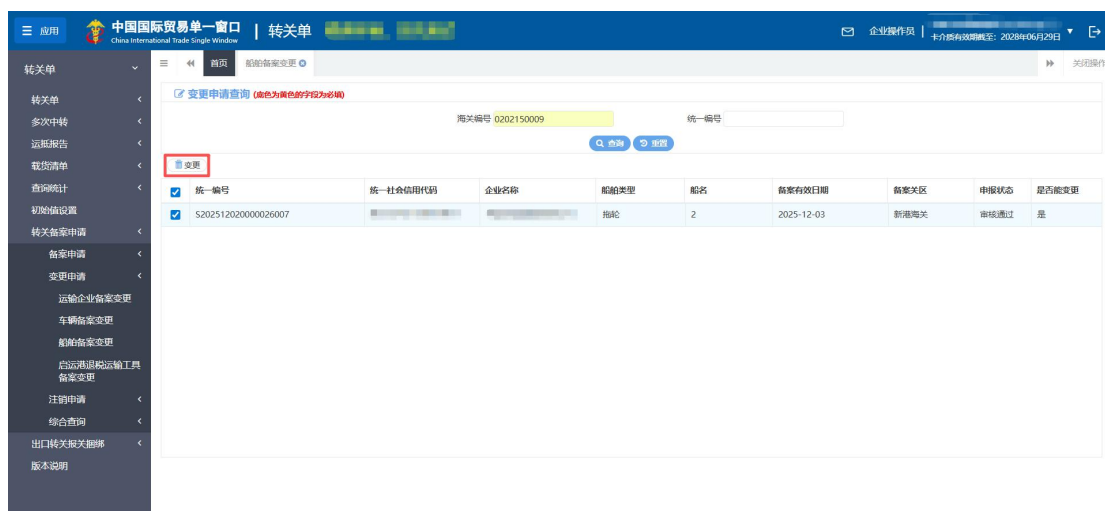 应用
中国国际贸易单一窗口 | 转关单
China International Trade Single Window
企业操作员
卡介质有效期截至: 2028年06月29日
转关单
首页
船舶备案变更
关闭操作
转关单
多次中转
运抵报告
载货清单
查询统计
初始值设置
转关备案申请
备案申请
变更申请
运输企业备案变更
车辆备案变更
船舶备案变更
启运港退税运输工具
备案变更
注销申请
综合查询
出口转关报关捆绑
版本说明
变更申请查询 (底色为黄色的字段为必填)
海关编号 0202150009
统一编号
查询
重置
变更
统一编号 统一社会信用代码 企业名称 船舶类型 船名 备案有效日期 备案关区 申报状态 是否能变更
S202512020000026007 拖轮 2 2025-12-03 新港海关 审核通过 是